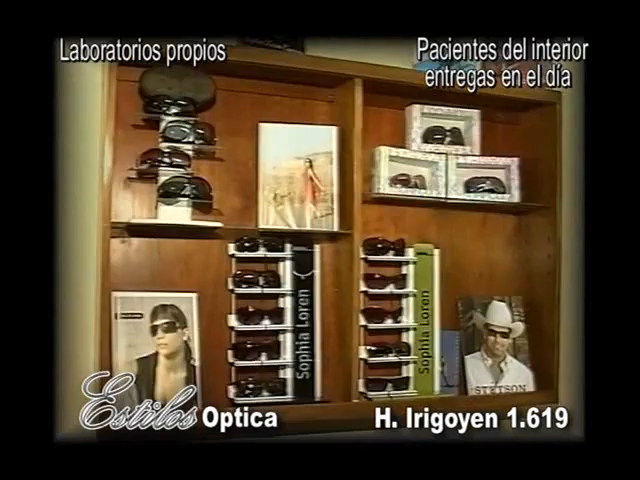 Laboratorios propios
Pacientes del interior
entregas en el día
Sophia Loren
Sophia Loren
STETSON
Estilos Optica
H. Irigoyen 1.619